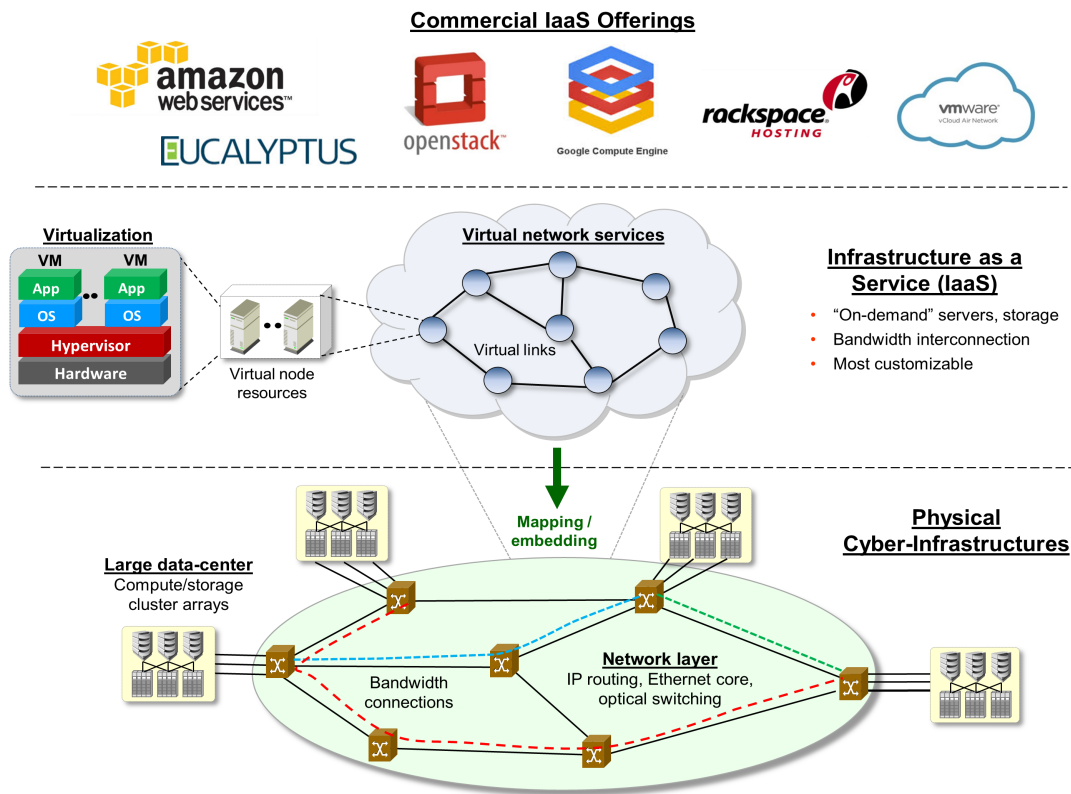 Commercial IaaS Offerings
amazon
web services™
EUCALYPTUS
openstack™
Google Compute Engine
rackspace®
HOSTING
vmware®
vCloud Air Network
Virtualization
VM VM
App App
OS OS
Hypervisor
Hardware
Virtual node
resources
Virtual network services
Virtual links
Infrastructure as a
Service (IaaS)
• “On-demand” servers, storage
• Bandwidth interconnection
• Most customizable
Mapping /
embedding
Physical
Cyber-Infrastructures
Large data-center
Compute/storage
cluster arrays
Bandwidth
connections
Network layer
IP routing, Ethernet core,
optical switching